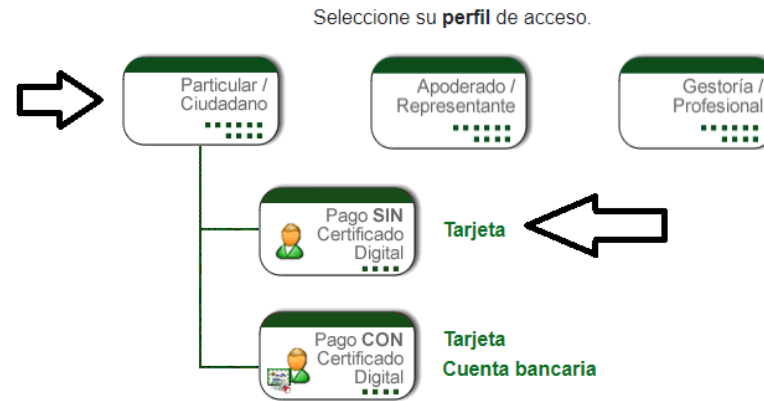 Seleccione su perfil de acceso.
Particular /
Ciudadano
Apoderado /
Representante
Gestoría /
Profesional
Pago SIN
Certificado
Digital
Tarjeta
Pago CON
Certificado
Digital
Tarjeta
Cuenta bancaria